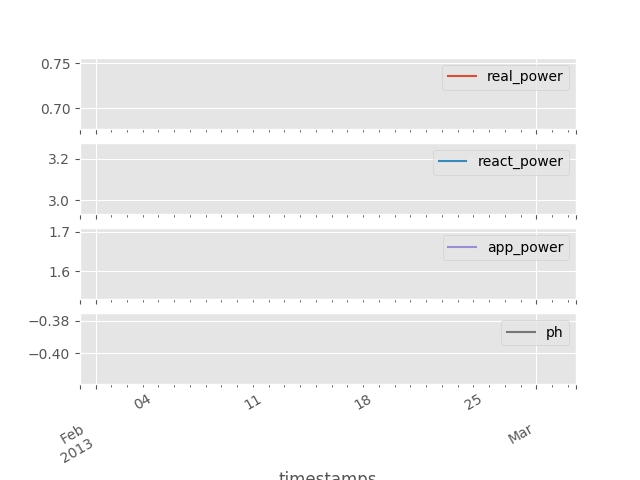 0.75
real_power
0.70
3.2
react_power
3.0
1.7
app_power
1.6
−0.38
ph
−0.40
Feb
2013
04
11
18
25
Mar
timestamps